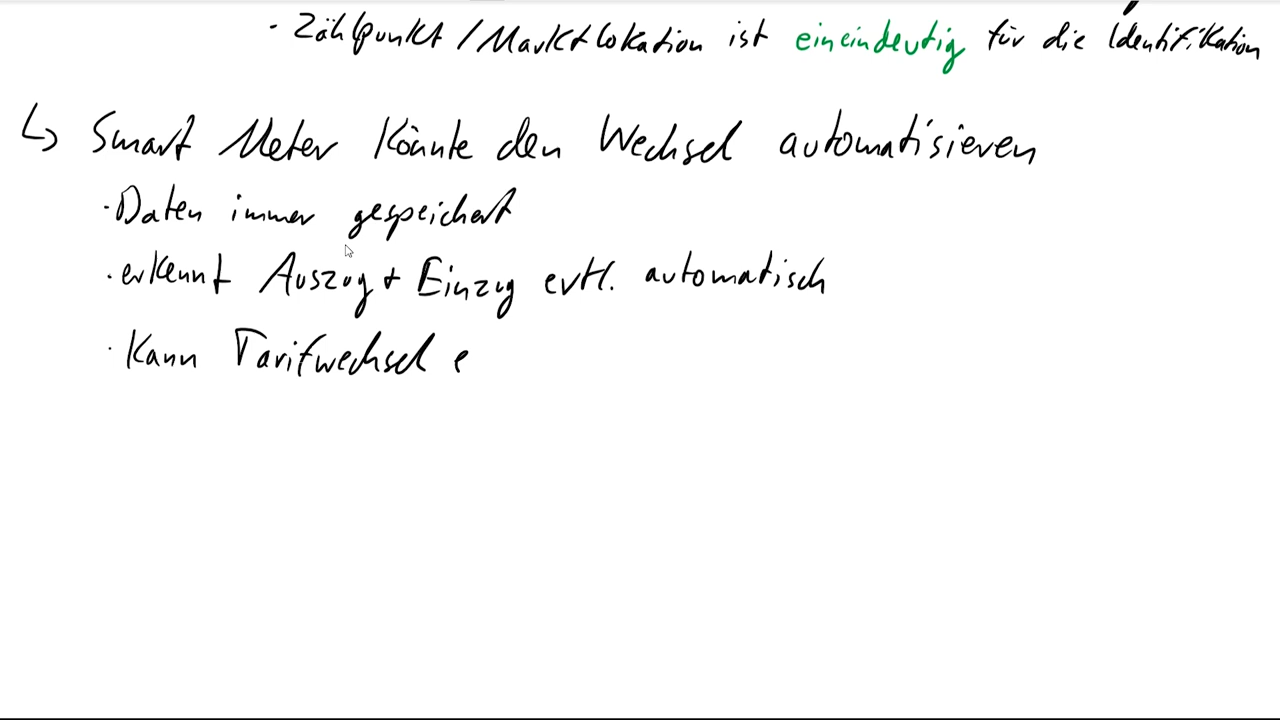 · Zählpunkt / Marktlokation ist eineindeutig für die Identifikation
↳ Smart Meter könnte den Wechsel automatisieren
· Daten immer gespeichert
· erkennt Auszug + Einzug evtl. automatisch
· Kann Tarifwechsel e